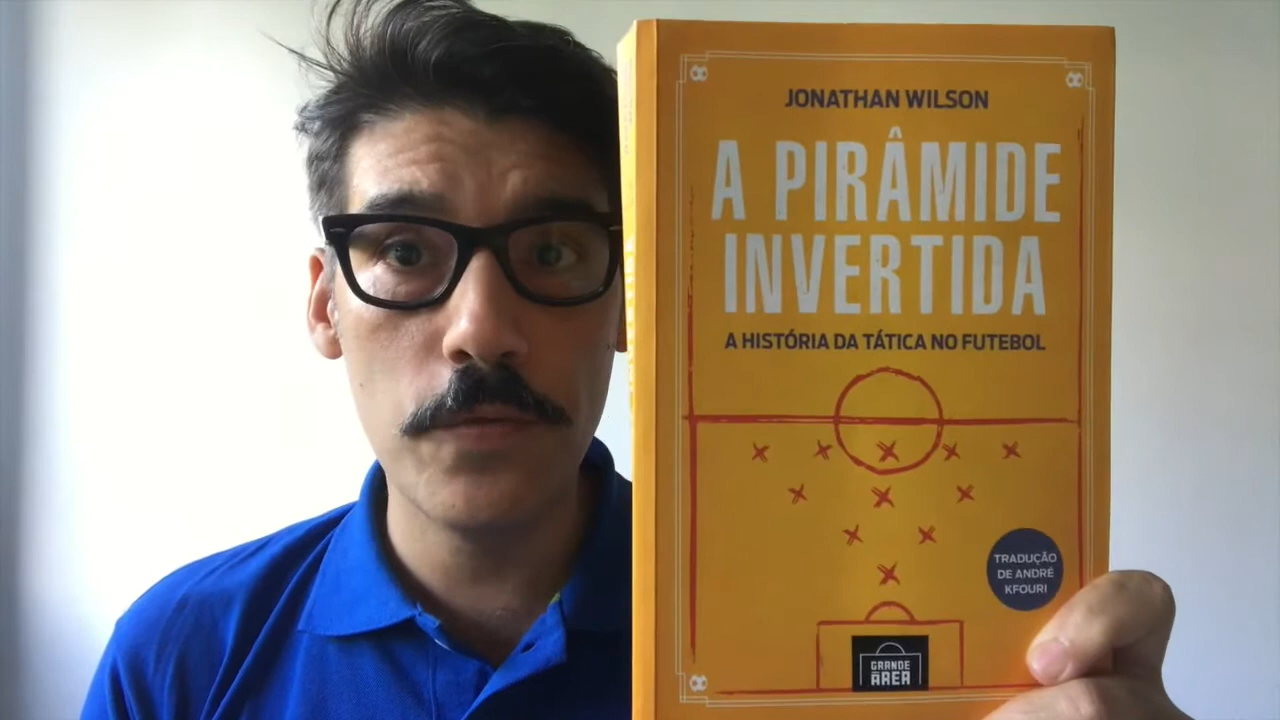 JONATHAN WILSON
A PIRÂMIDE
INVERTIDA
A HISTÓRIA DA TÁTICA NO FUTEBOL
TRADUÇÃO
DE ANDRÉ
KFOURI
GRANDE
ÁREA